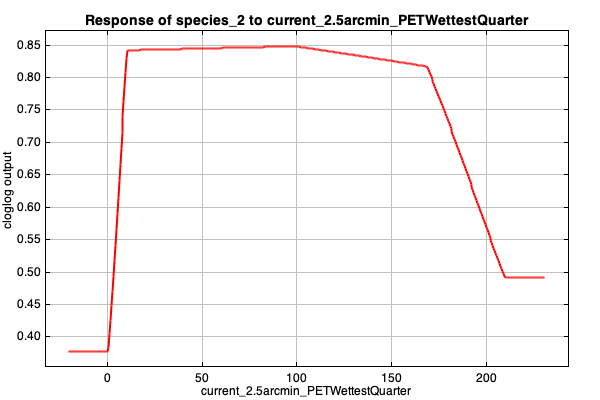 Response of species_2 to current_2.5arcmin_PETWettestQuarter
0.85
0.80
0.75
0.70
0.65
0.60
0.55
0.50
0.45
0.40
cloglog output
0 50 100 150 200
current_2.5arcmin_PETWettestQuarter